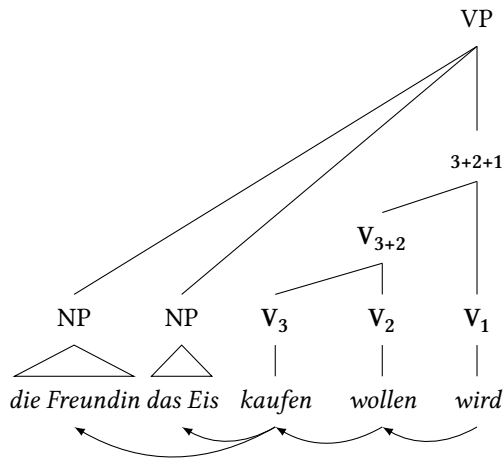 VP
3+2+1
V3+2
NP NP V3 V2 V1
die Freundin das Eis kaufen wollen wird